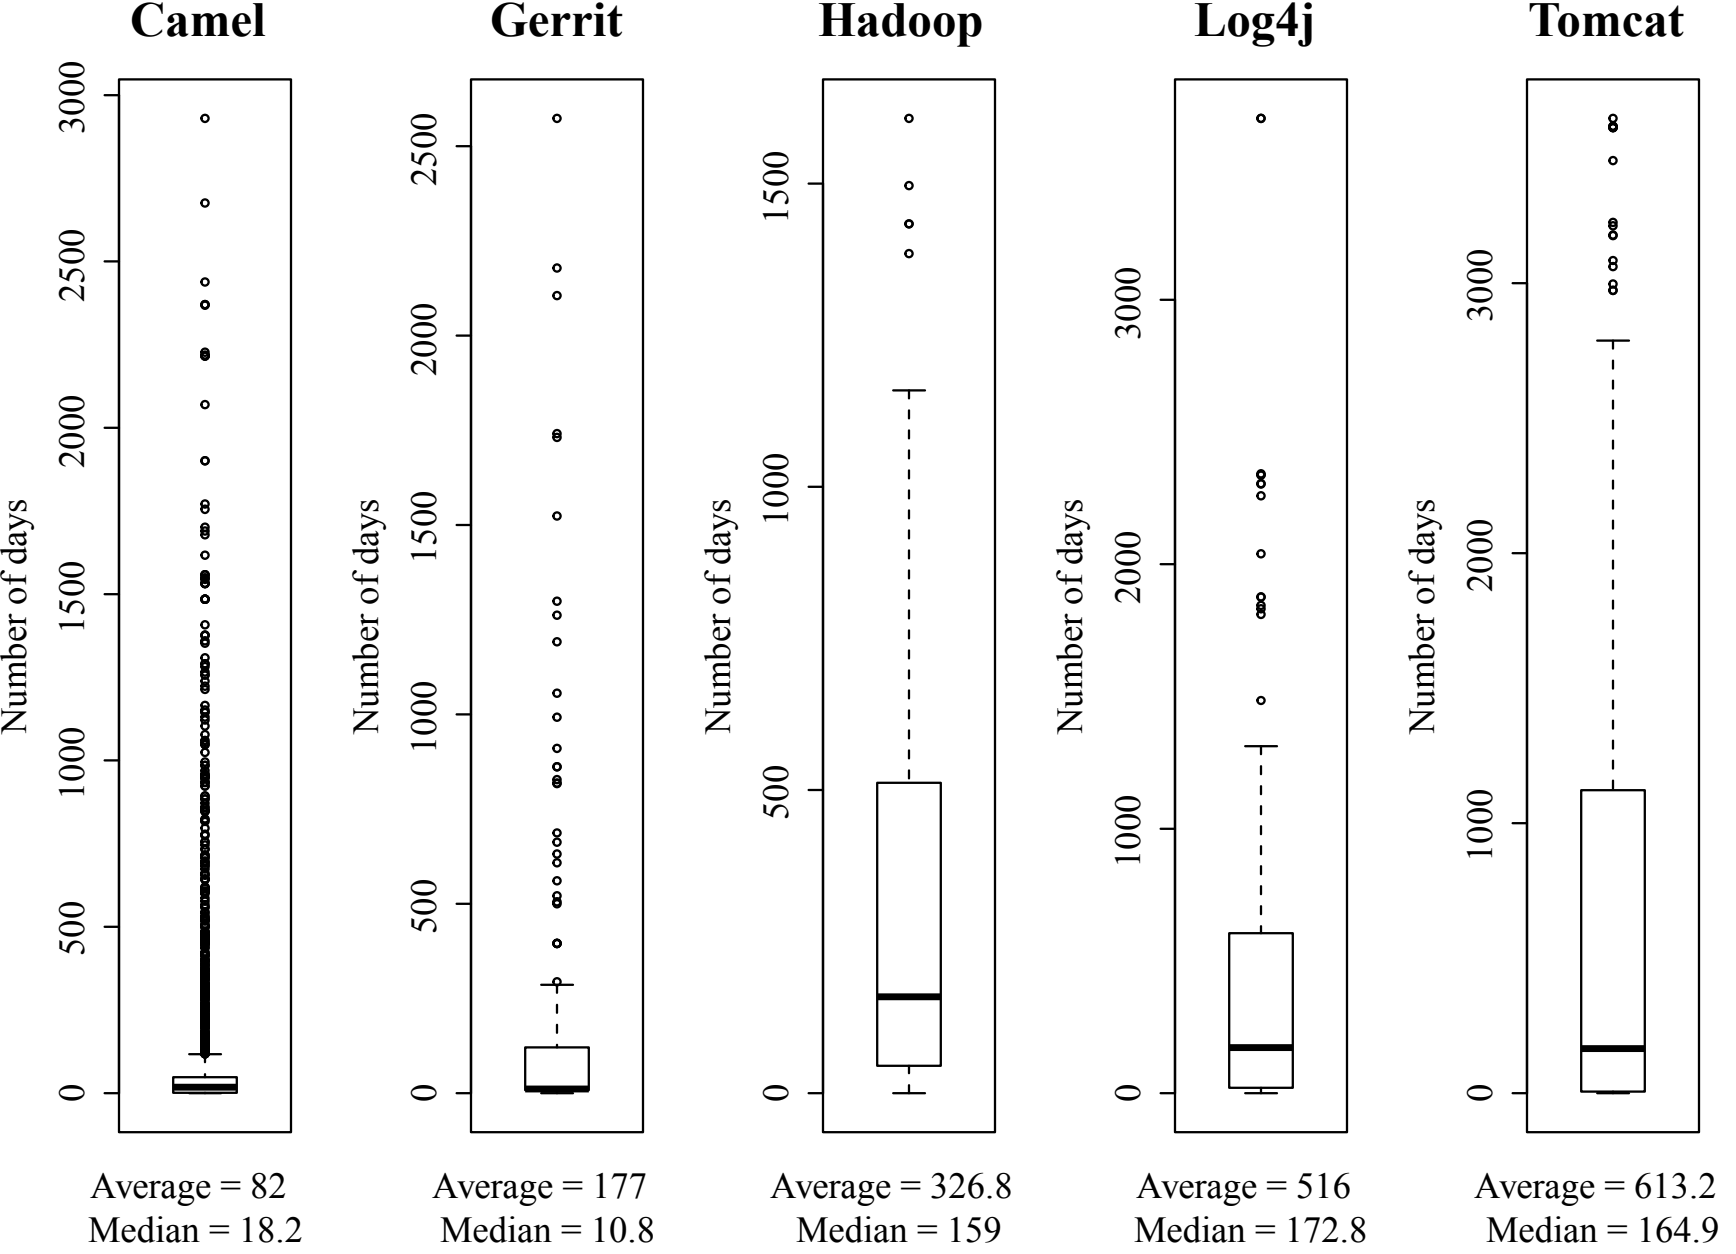 Camel
Gerrit
Hadoop
Log4j
Tomcat
Number of days
3000
2500
2000
1500
1000
500
0
Number of days
2500
2000
1500
1000
500
0
Number of days
1500
1000
500
0
Number of days
3000
2000
1000
0
Number of days
3000
2000
1000
0
Average = 82
Median = 18.2
Average = 177
Median = 10.8
Average = 326.8
Median = 159
Average = 516
Median = 172.8
Average = 613.2
Median = 164.9